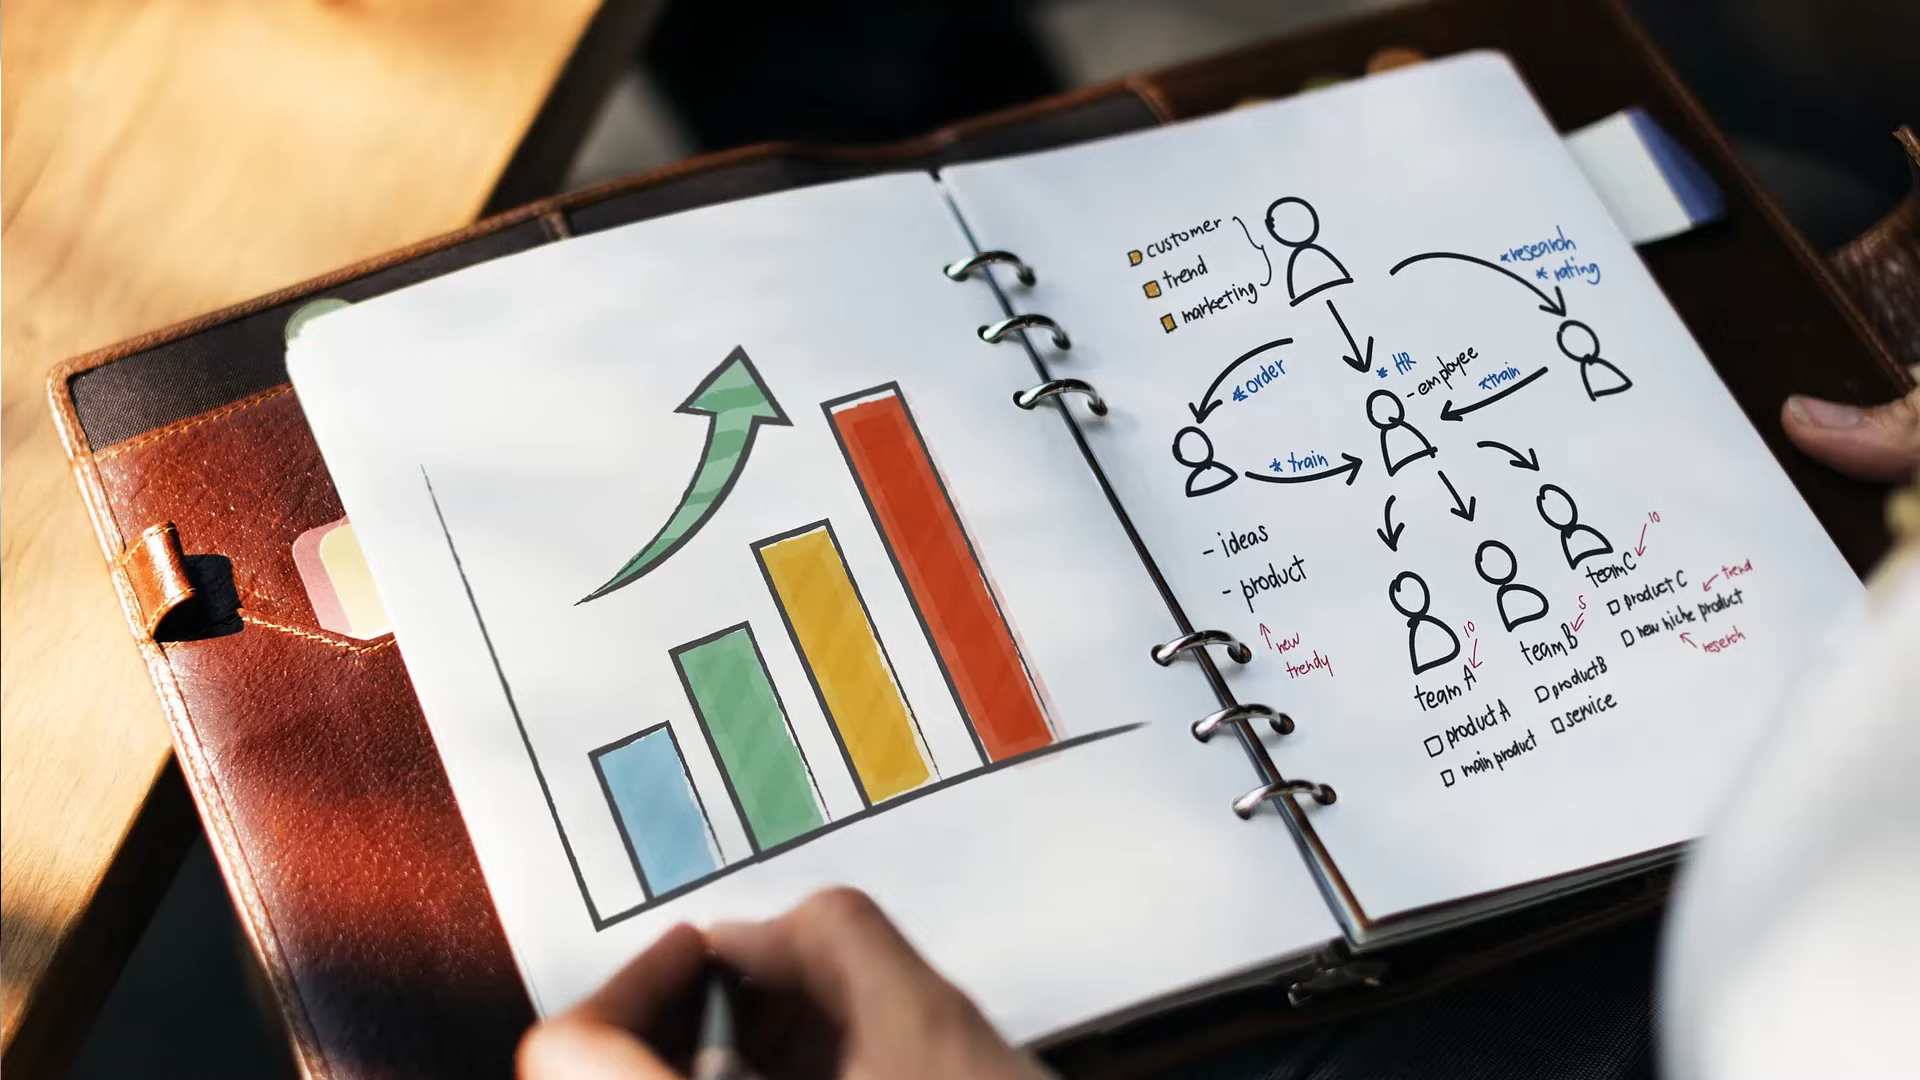 customer
trend
marketing
*research
* rating
*order
* HR
- employee
*train
* train
- ideas
- product
new
trendy
10
team A
product A
main product
5
team B
product B
service
10
team C
product C
trend
new niche product
reserch